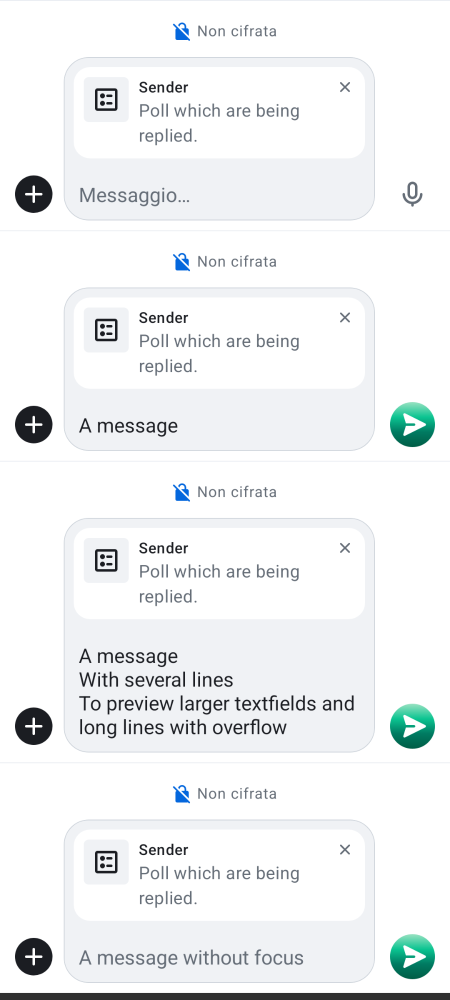 Non cifrata
Sender
Poll which are being
replied.
Messaggio…
Non cifrata
Sender
Poll which are being
replied.
A message
Non cifrata
Sender
Poll which are being
replied.
A message
With several lines
To preview larger textfields and
long lines with overflow
Non cifrata
Sender
Poll which are being
replied.
A message without focus